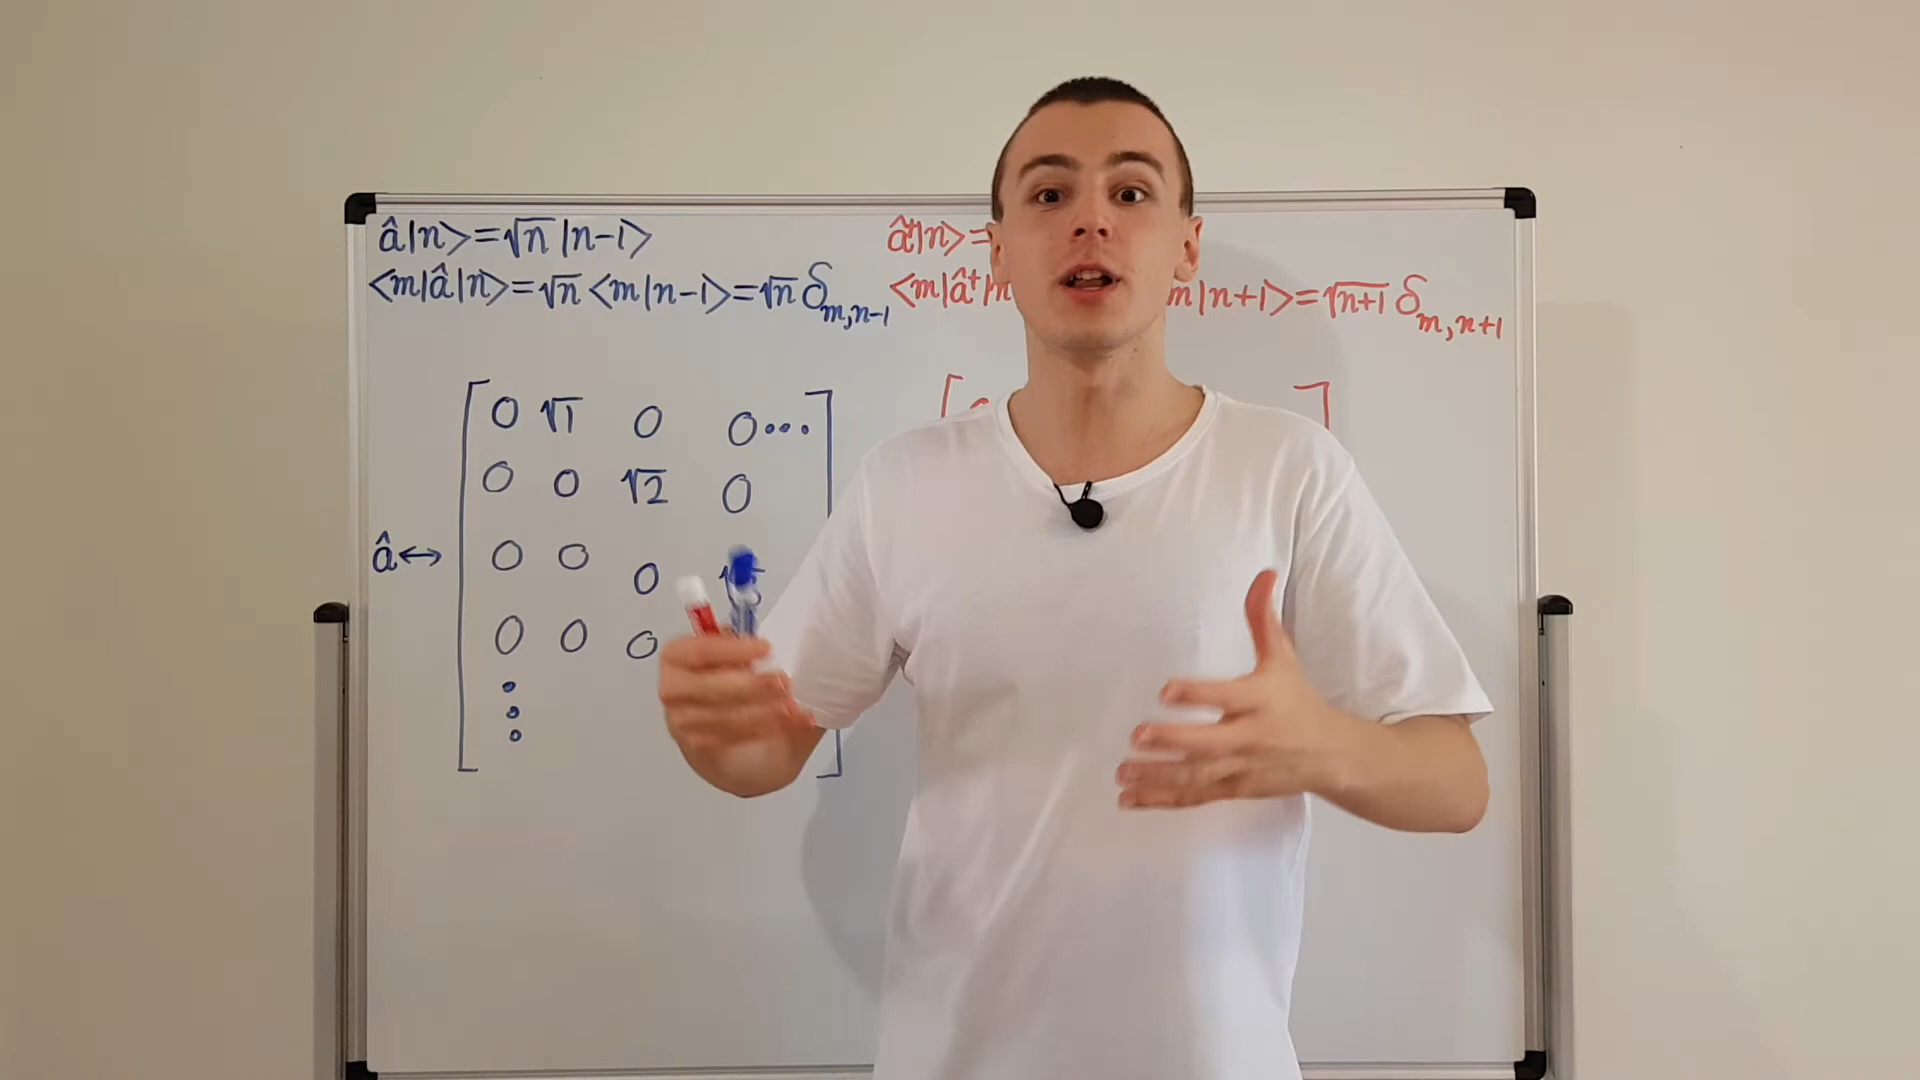 â|n>=√n |n-1>
<m|â|n>=√n <m|n-1>=√n δ_m,n-1
â†|n>=
<m|â†|n
m|n+1>=√n+1 δ_m,n+1
0 √1 0 0...
0 0 √2 0
â↔
0 0 0
0 0 0